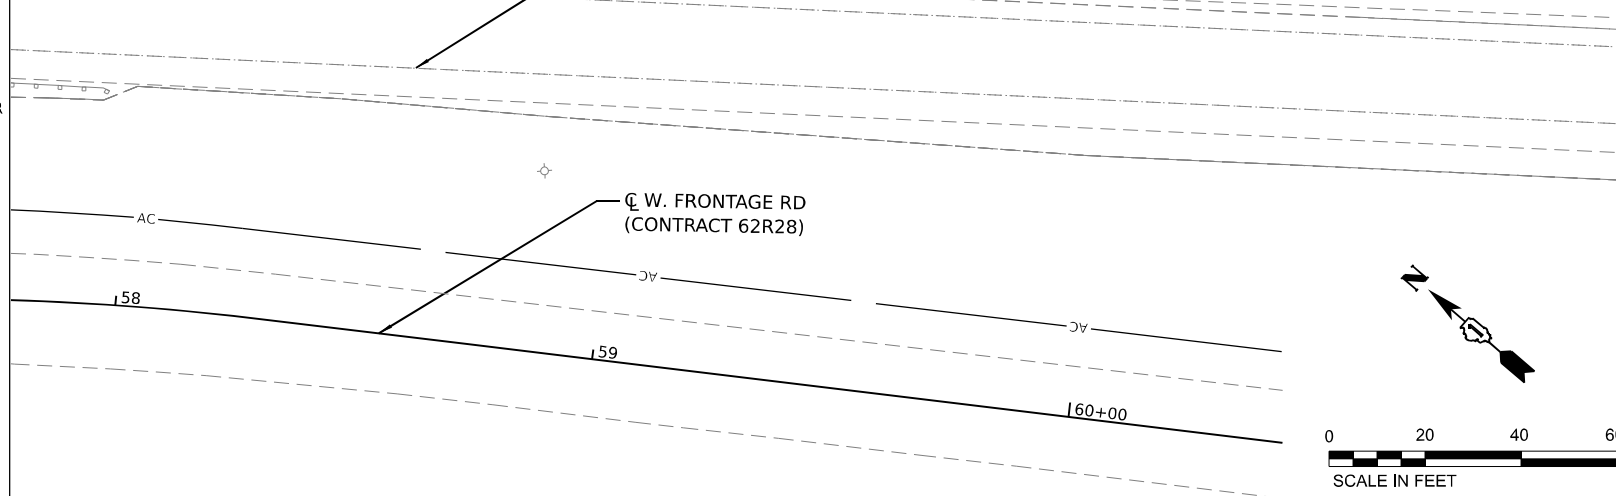 ℄ W. FRONTAGE RD
(CONTRACT 62R28)
AC
AC
AC
58
59
60+00
N
0 20 40
SCALE IN FEET